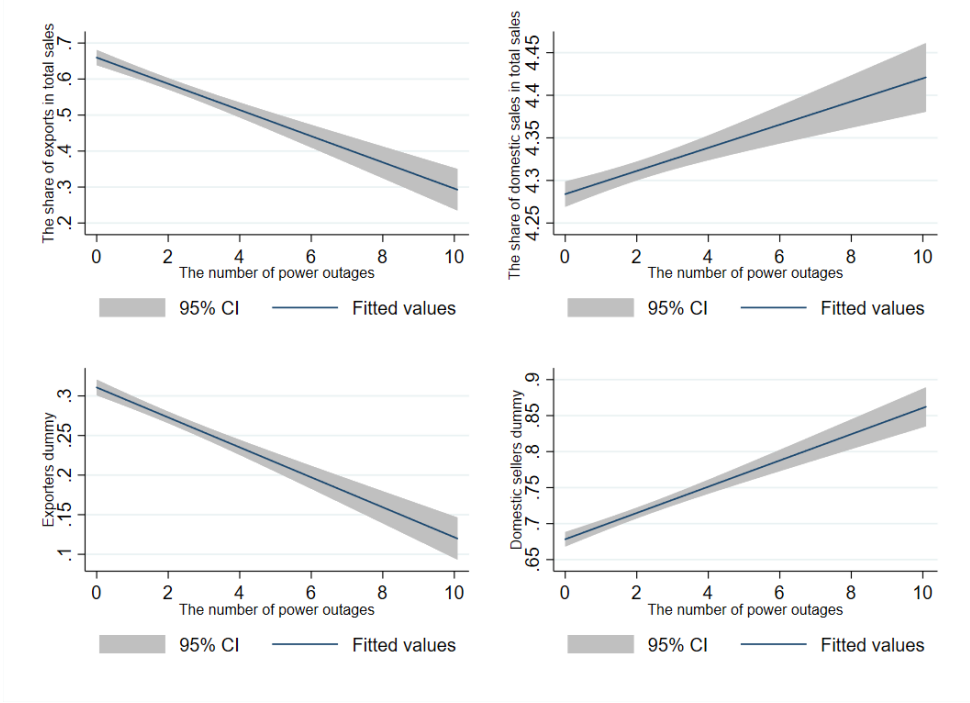 The share of exports in total sales
.7
.6
.5
.4
.3
.2
0 2 4 6 8 10
The number of power outages
95% CI Fitted values
The share of domestic sales in total sales
4.45
4.4
4.35
4.3
4.25
0 2 4 6 8 10
The number of power outages
95% CI Fitted values
Exporters dummy
.3
.25
.2
.15
.1
0 2 4 6 8 10
The number of power outages
95% CI Fitted values
Domestic sellers dummy
.9
.85
.8
.75
.7
.65
0 2 4 6 8 10
The number of power outages
95% CI Fitted values